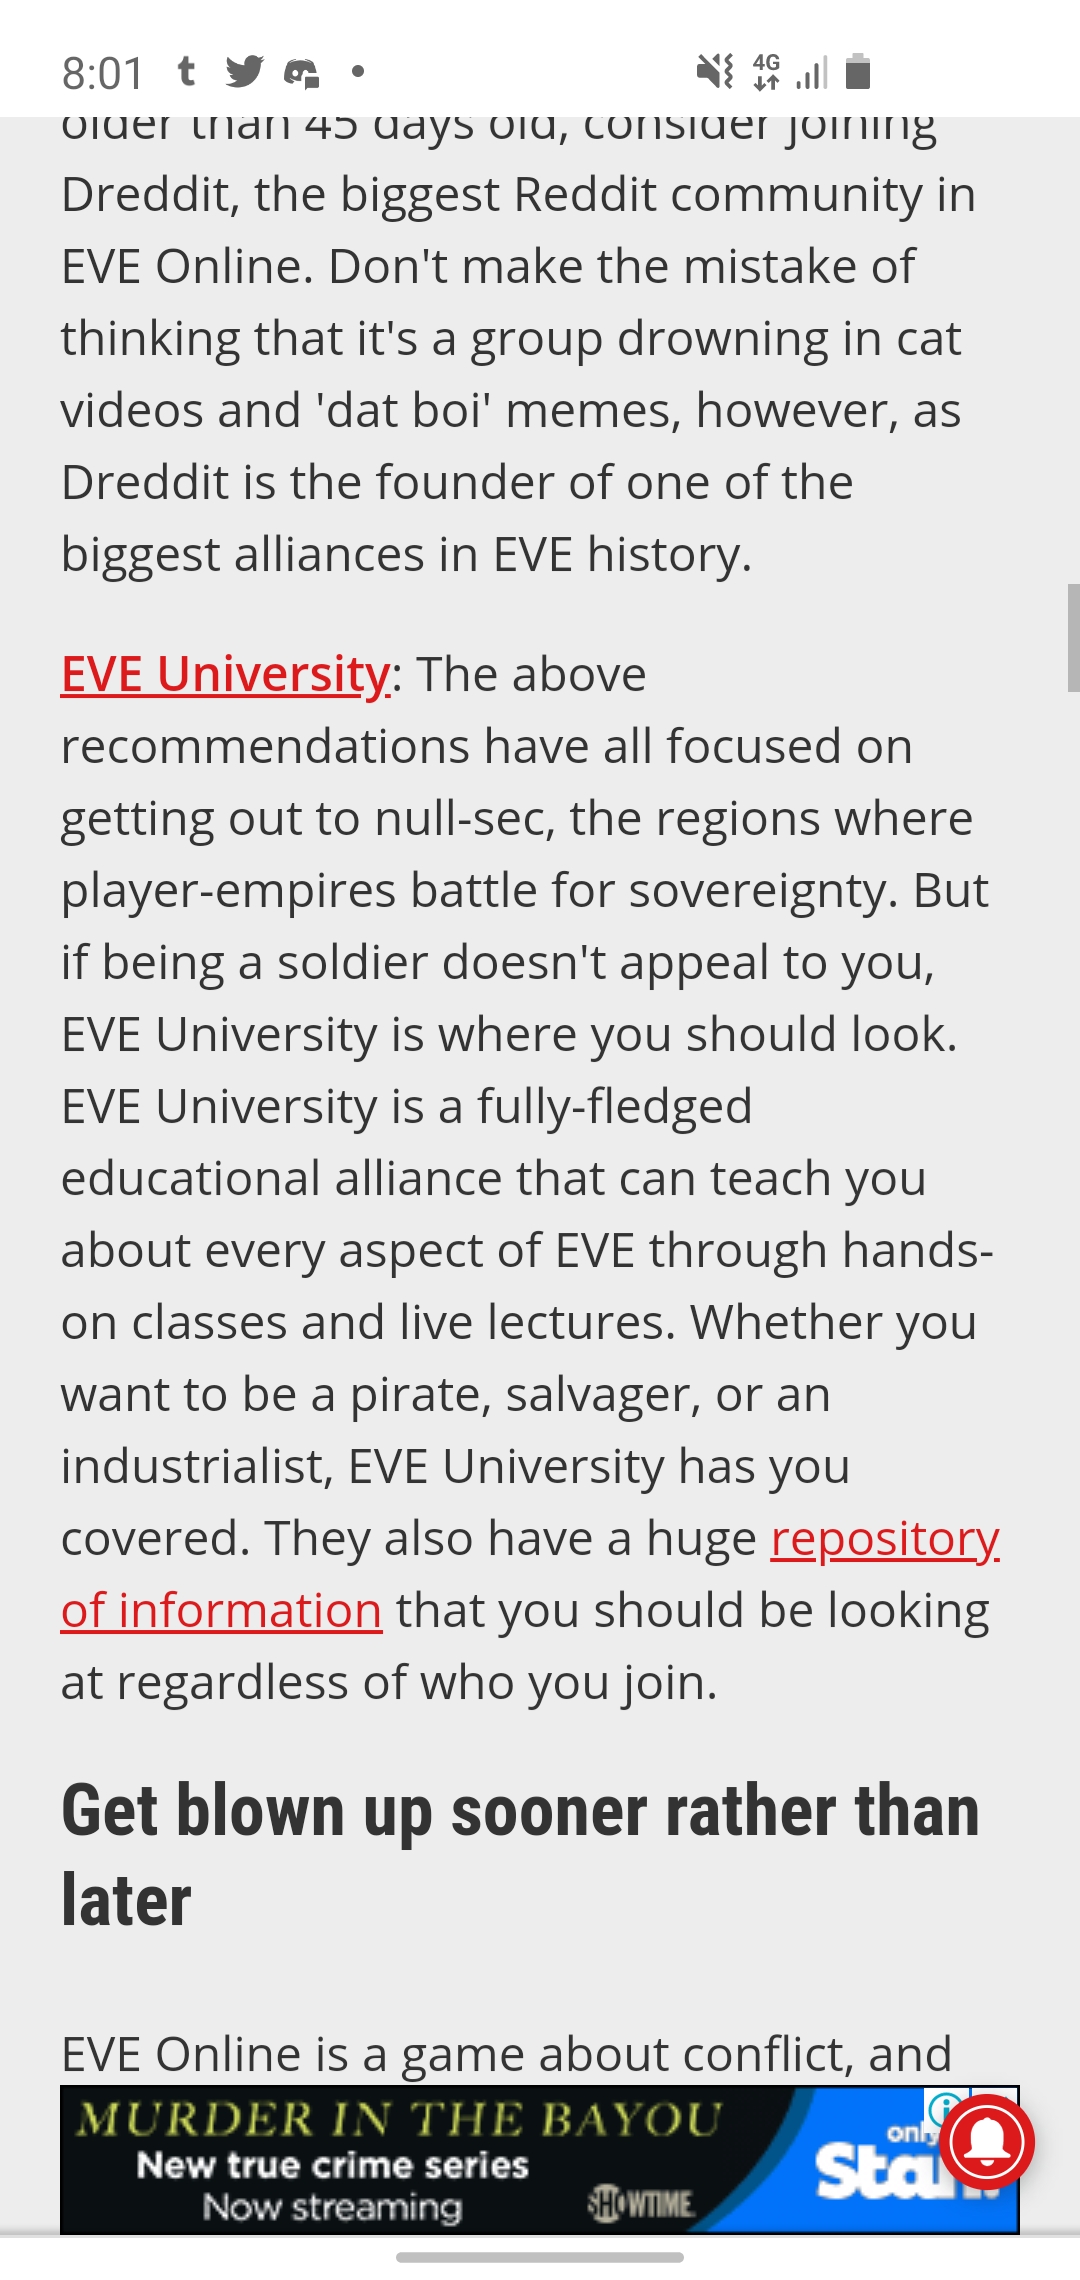 8:01
4G
older than 45 days old, consider joining
Dreddit, the biggest Reddit community in
EVE Online. Don't make the mistake of
thinking that it's a group drowning in cat
videos and 'dat boi' memes, however, as
Dreddit is the founder of one of the
biggest alliances in EVE history.
EVE University: The above
recommendations have all focused on
getting out to null-sec, the regions where
player-empires battle for sovereignty. But
if being a soldier doesn't appeal to you,
EVE University is where you should look.
EVE University is a fully-fledged
educational alliance that can teach you
about every aspect of EVE through hands-
on classes and live lectures. Whether you
want to be a pirate, salvager, or an
industrialist, EVE University has you
covered. They also have a huge repository
of information that you should be looking
at regardless of who you join.
Get blown up sooner rather than
later
EVE Online is a game about conflict, and
MURDER IN THE BAYOU
New true crime series
Now streaming
SHOWTIME
only